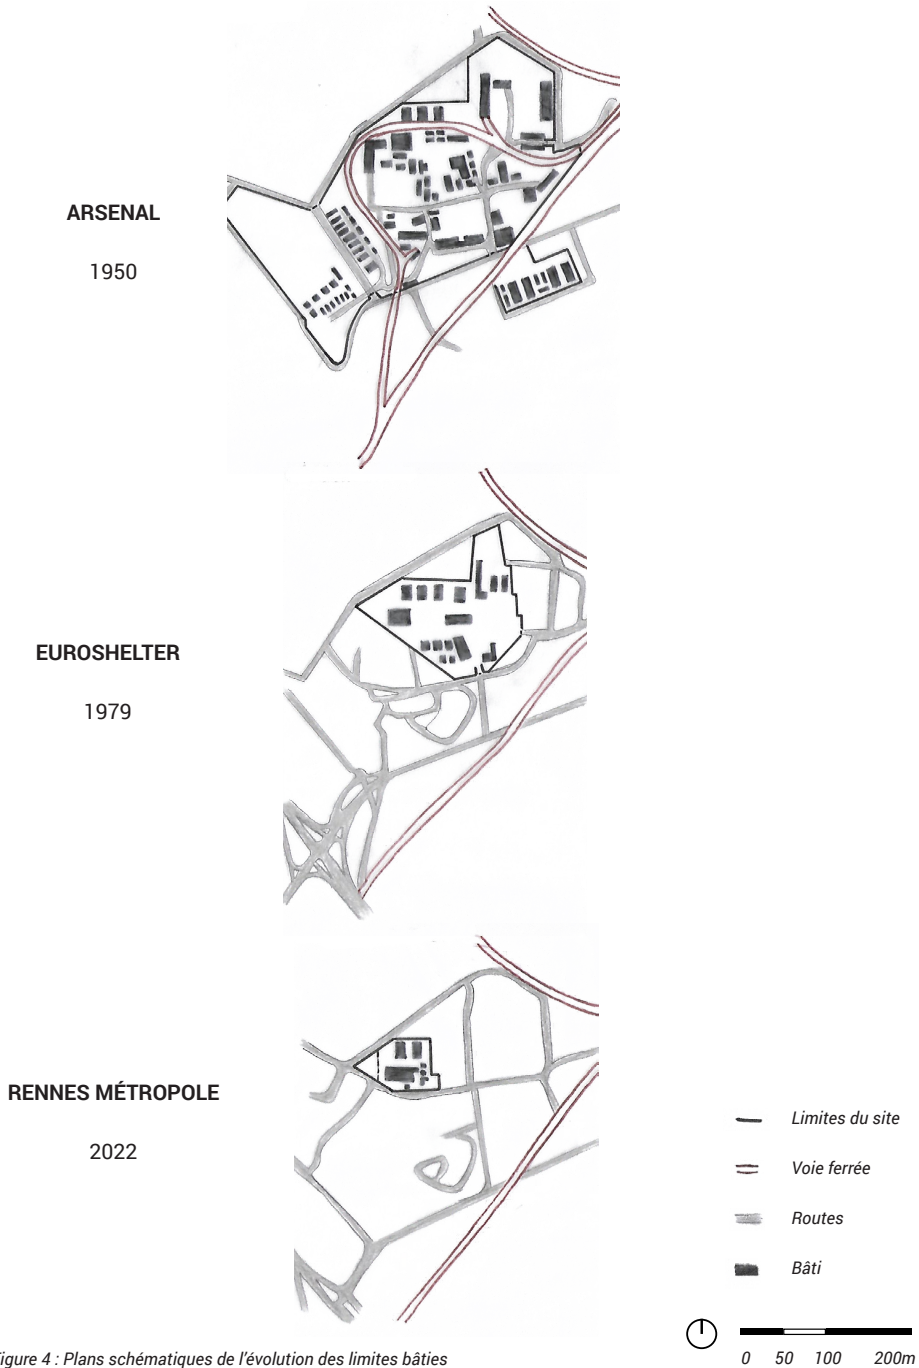 ARSENAL
1950
EUROSHELTER
1979
RENNES MÉTROPOLE
2022
Limites du site
Voie ferrée
Routes
Bâti
0 50 100 200m
igure 4 : Plans schématiques de l'évolution des limites bâties